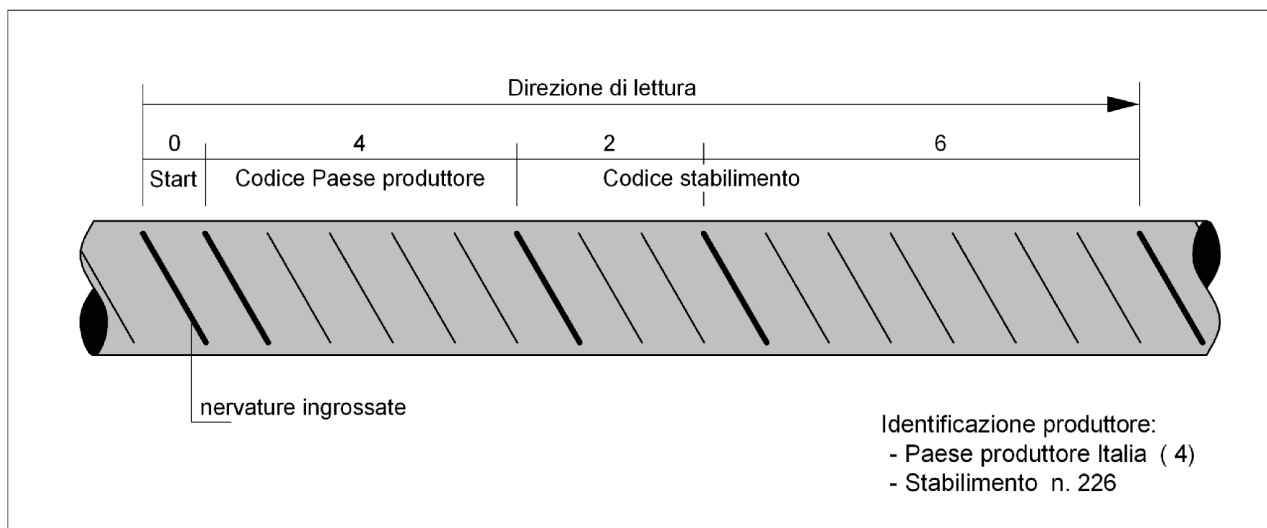 Direzione di lettura
0 4 2 6
Start Codice Paese produttore Codice stabilimento
nervature ingrossate
Identificazione produttore:
- Paese produttore Italia ( 4)
- Stabilimento n. 226